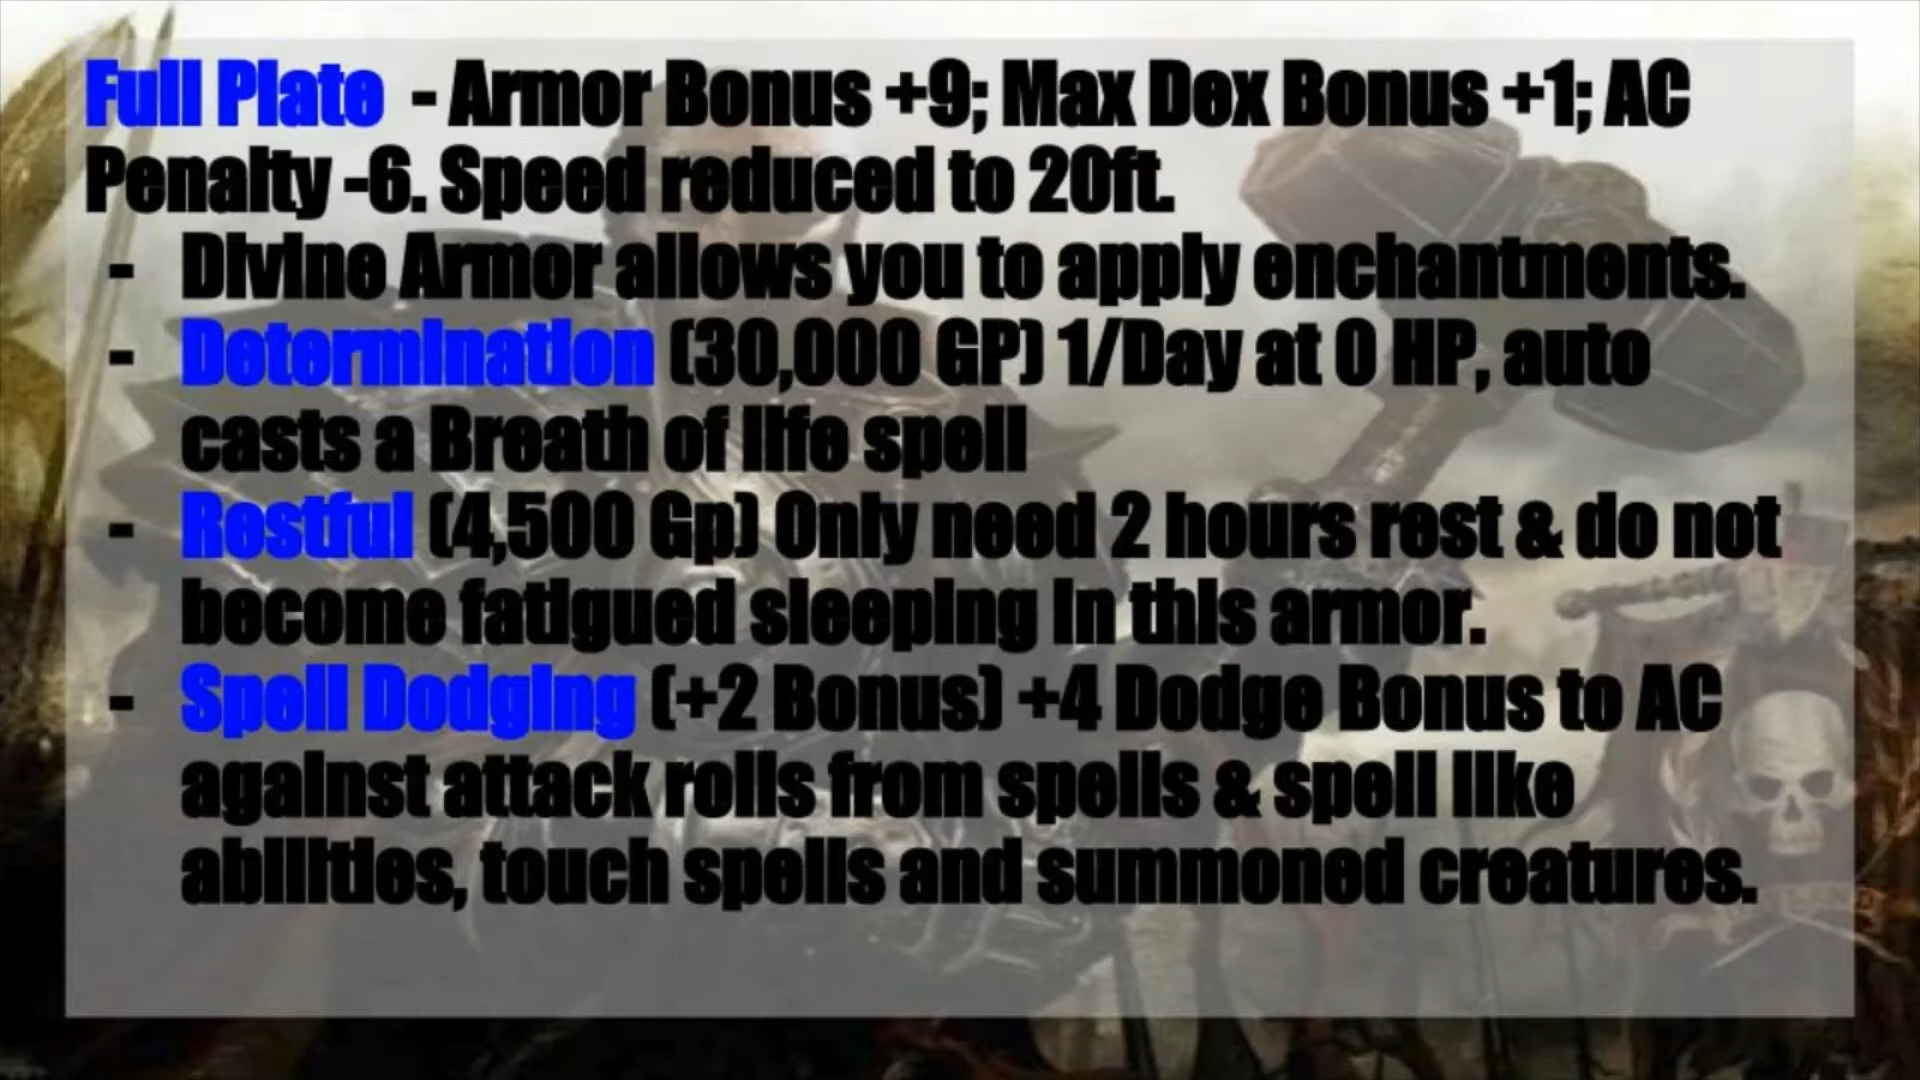 Full Plate - Armor Bonus +9; Max Dex Bonus +1; AC
Penalty -6. Speed reduced to 20ft.
- Divine Armor allows you to apply enchantments.
- Determination (30,000 GP) 1/Day at 0 HP, auto
casts a Breath of life spell
- Restful (4,500 Gp) Only need 2 hours rest & do not
become fatigued sleeping in this armor.
- Spell Dodging (+2 Bonus) +4 Dodge Bonus to AC
against attack rolls from spells & spell like
abilities, touch spells and summoned creatures.